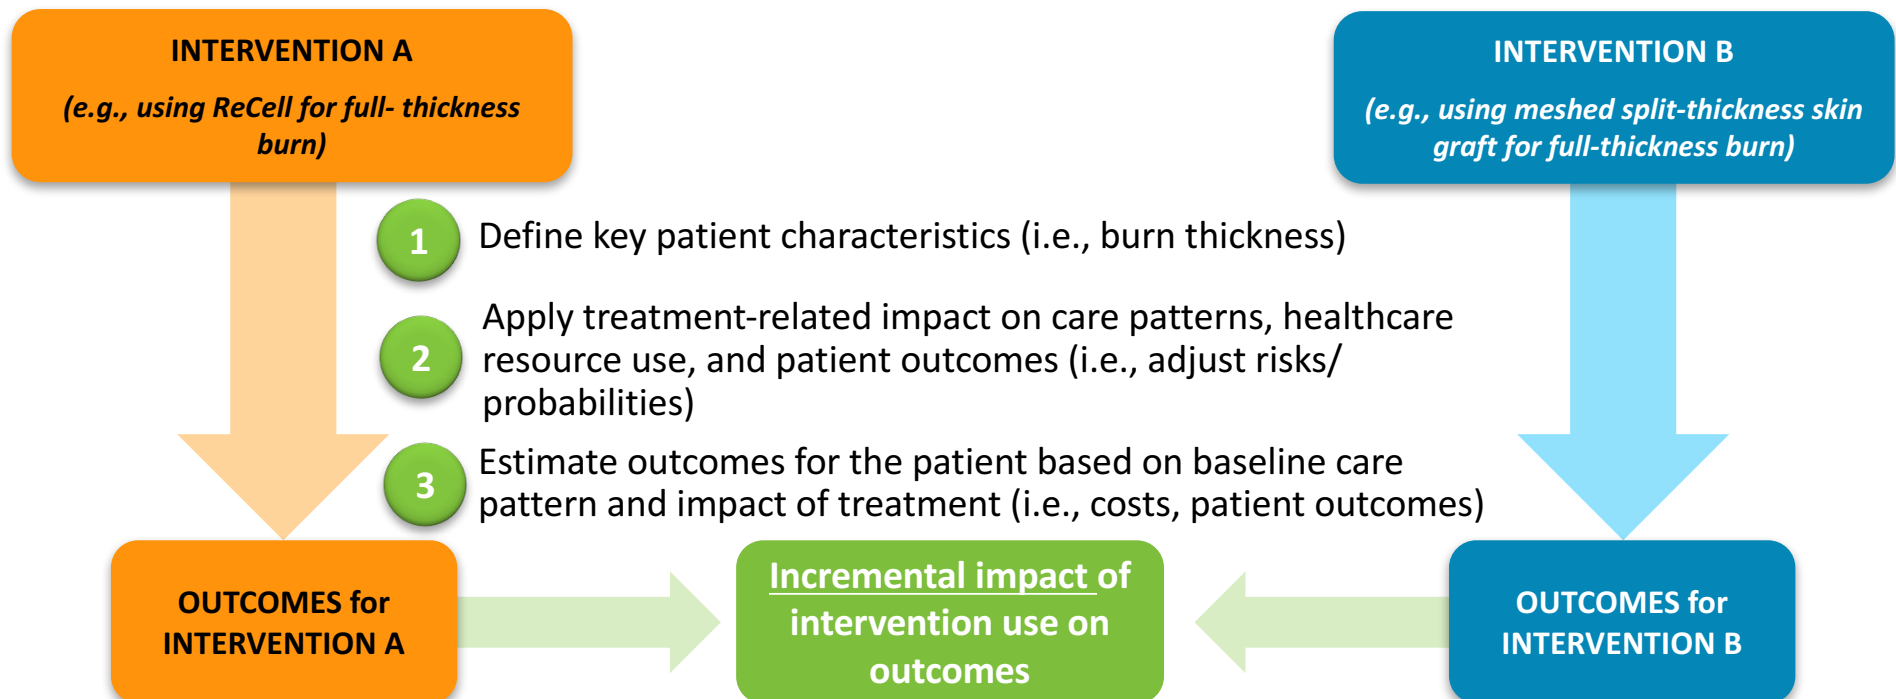 INTERVENTION A
(e.g., using ReCell for full- thickness
burn)
INTERVENTION B
(e.g., using meshed split-thickness skin
graft for full-thickness burn)
1
Define key patient characteristics (i.e., burn thickness)
2
Apply treatment-related impact on care patterns, healthcare
resource use, and patient outcomes (i.e., adjust risks/
probabilities)
3
Estimate outcomes for the patient based on baseline care
pattern and impact of treatment (i.e., costs, patient outcomes)
OUTCOMES for
INTERVENTION A
Incremental impact of
intervention use on
outcomes
OUTCOMES for
INTERVENTION B